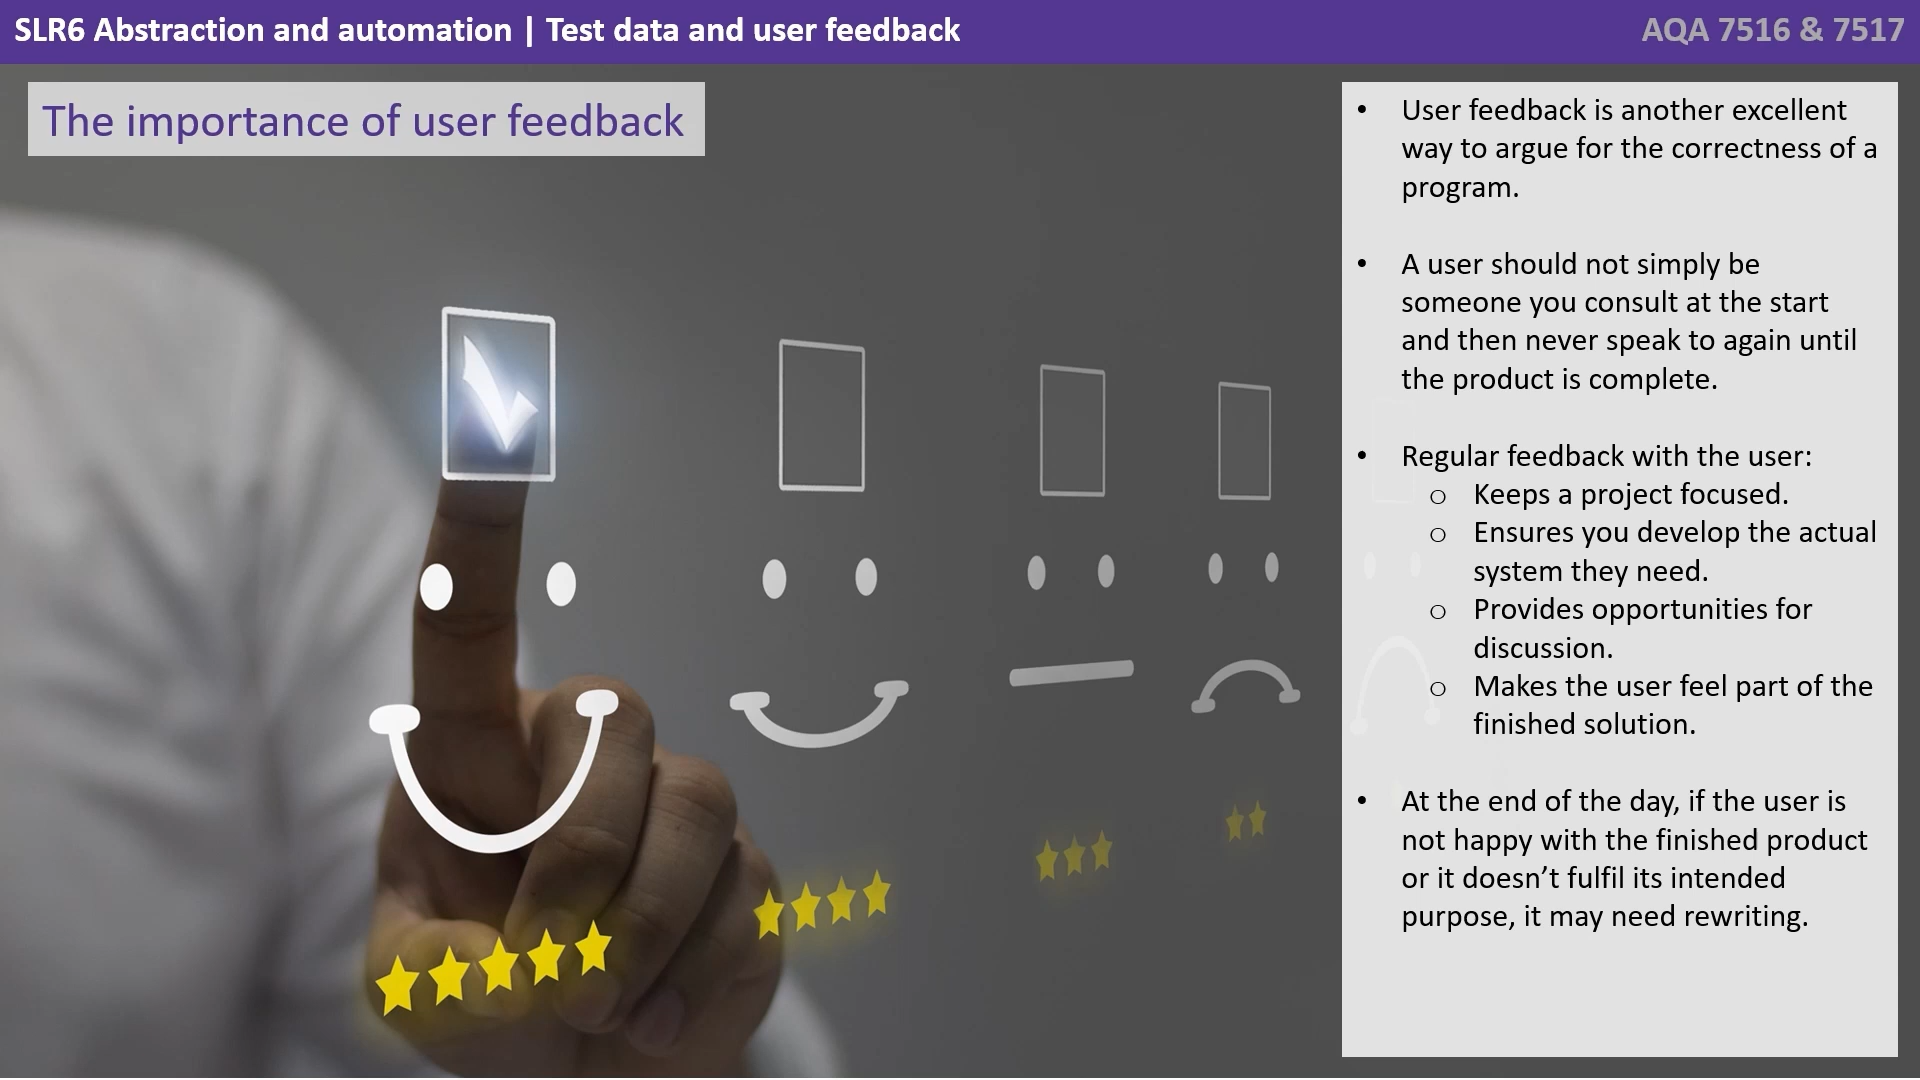 SLR6 Abstraction and automation | Test data and user feedback
AQA 7516 & 7517
The importance of user feedback
• User feedback is another excellent
way to argue for the correctness of a
program.
• A user should not simply be
someone you consult at the start
and then never speak to again until
the product is complete.
• Regular feedback with the user:
o Keeps a project focused.
o Ensures you develop the actual
system they need.
o Provides opportunities for
discussion.
o Makes the user feel part of the
finished solution.
• At the end of the day, if the user is
not happy with the finished product
or it doesn’t fulfil its intended
purpose, it may need rewriting.